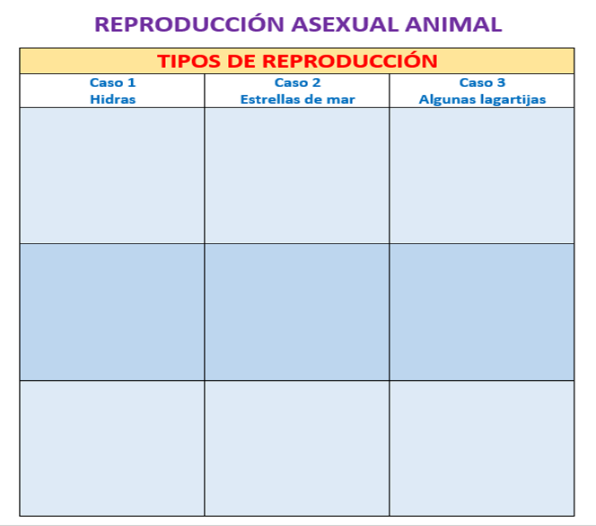 REPRODUCCIÓN ASEXUAL ANIMAL
TIPOS DE REPRODUCCIÓN
Caso 1
Hidras
Caso 2
Estrellas de mar
Caso 3
Algunas lagartijas